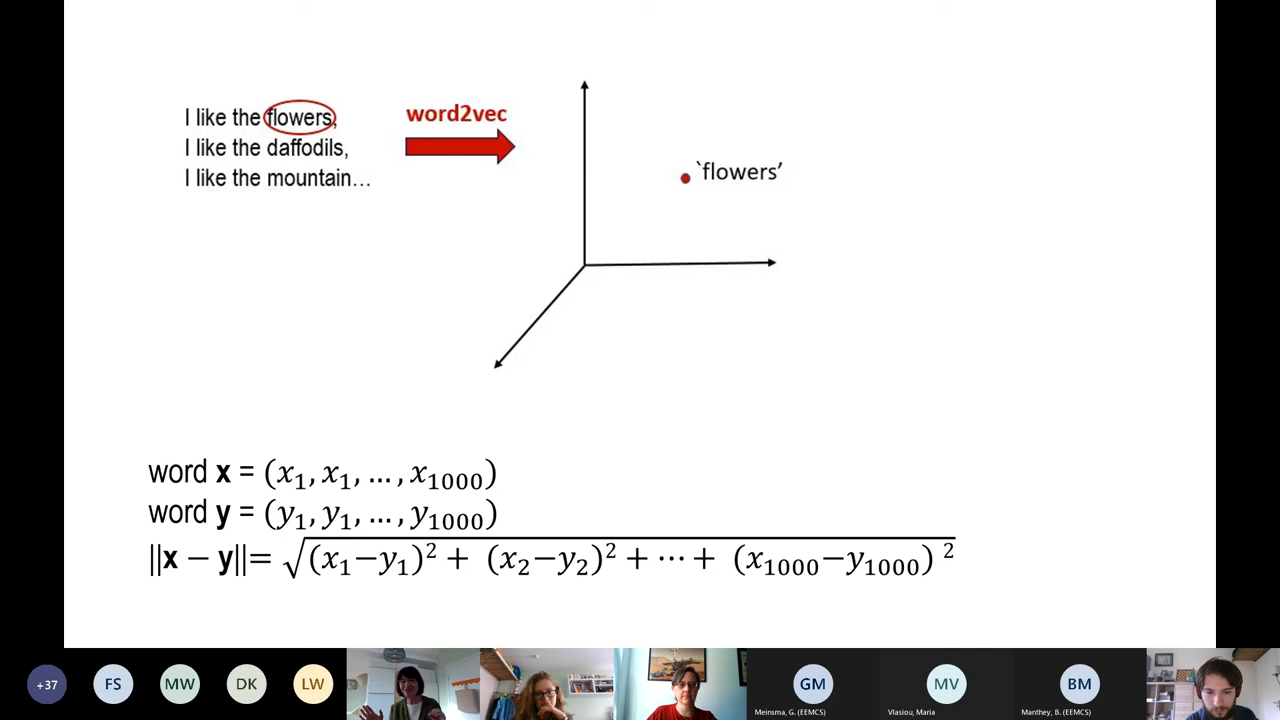 I like the flowers,
I like the daffodils,
I like the mountain…
word2vec
`flowers’
word x = (x₁, x₁, …, x₁₀₀₀)
word y = (y₁, y₁, …, y₁₀₀₀)
||x − y||= √(x₁−y₁)² + (x₂−y₂)² + ⋯ + (x₁₀₀₀−y₁₀₀₀) ²
+37
FS
MW
DK
LW
GM
MV
BM
Meinsma, G. (EEMCS)
Vlasiou, Maria
Manthey, B. (EEMCS)